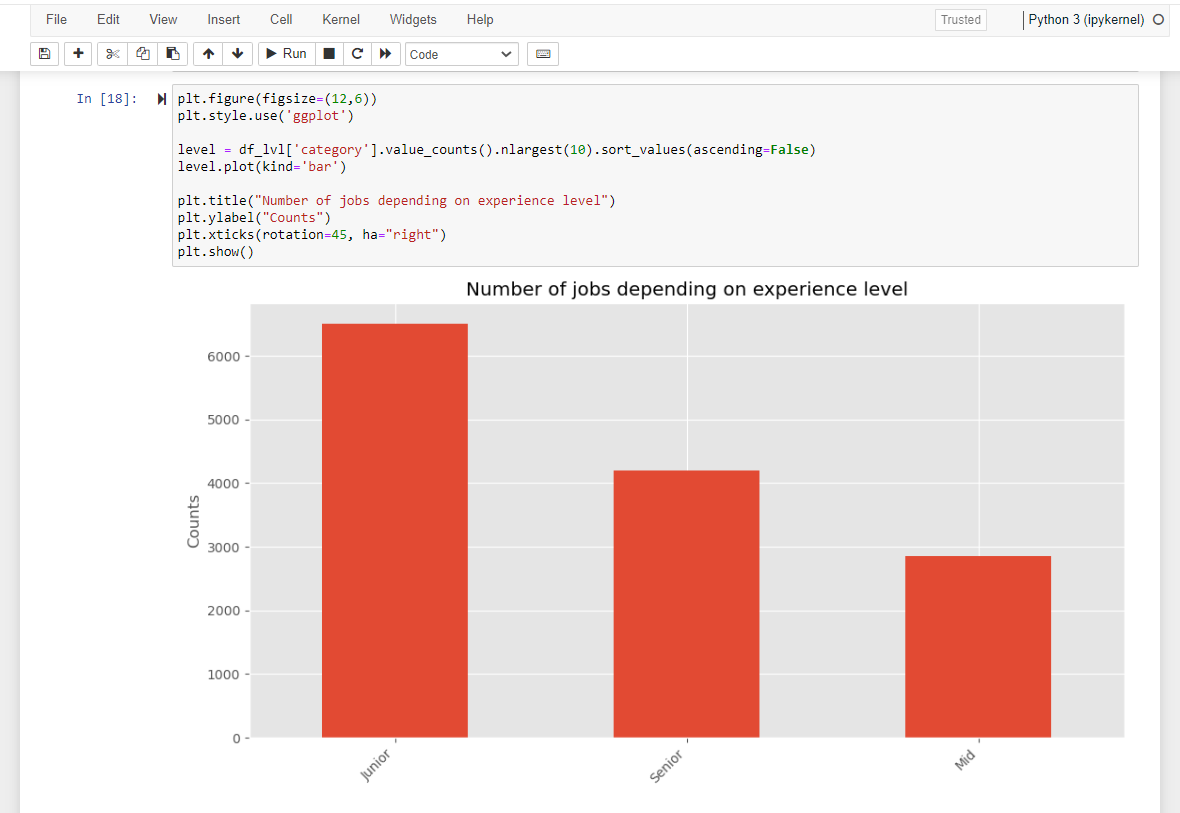 File Edit View Insert Cell Kernel Widgets Help Trusted Python 3 (ipykernel)
Run Code
In [18]:
plt.figure(figsize=(12,6))
plt.style.use('ggplot')
level = df_lvl['category'].value_counts().nlargest(10).sort_values(ascending=False)
level.plot(kind='bar')
plt.title("Number of jobs depending on experience level")
plt.ylabel("Counts")
plt.xticks(rotation=45, ha="right")
plt.show()
Number of jobs depending on experience level
6000
5000
4000
3000
2000
1000
0
Counts
Junior
Senior
Mid